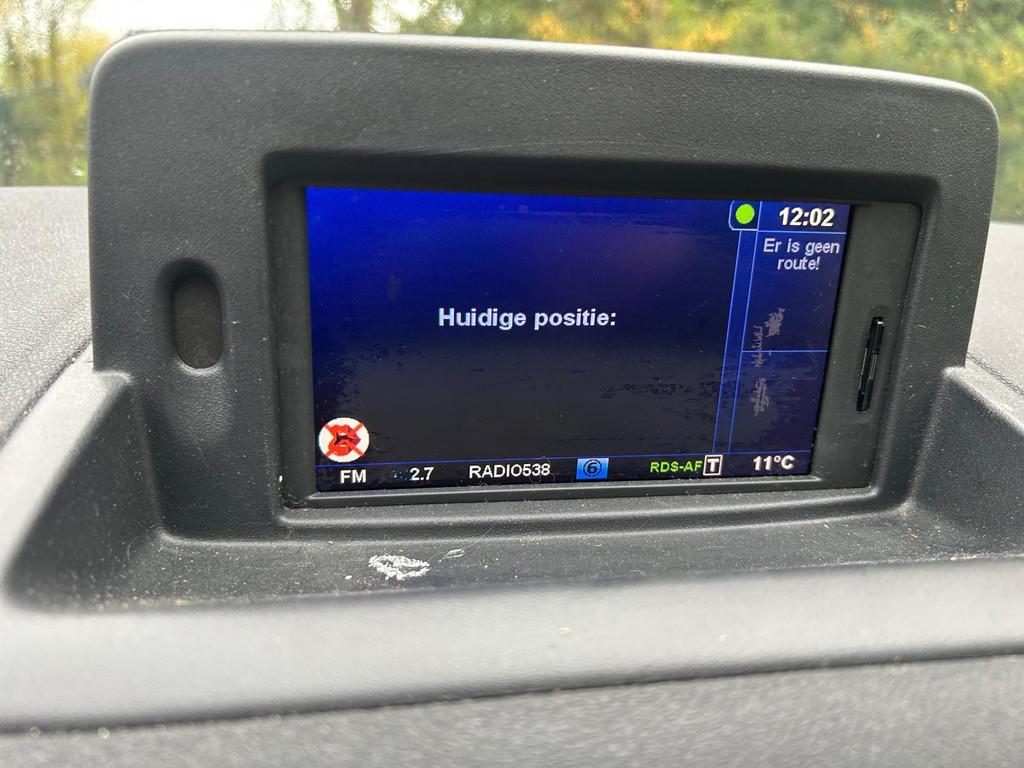 12:02
Er is geen
route!
Huidige positie:
FM 2.7 RADIO538 6 RDS-AF T 11°C